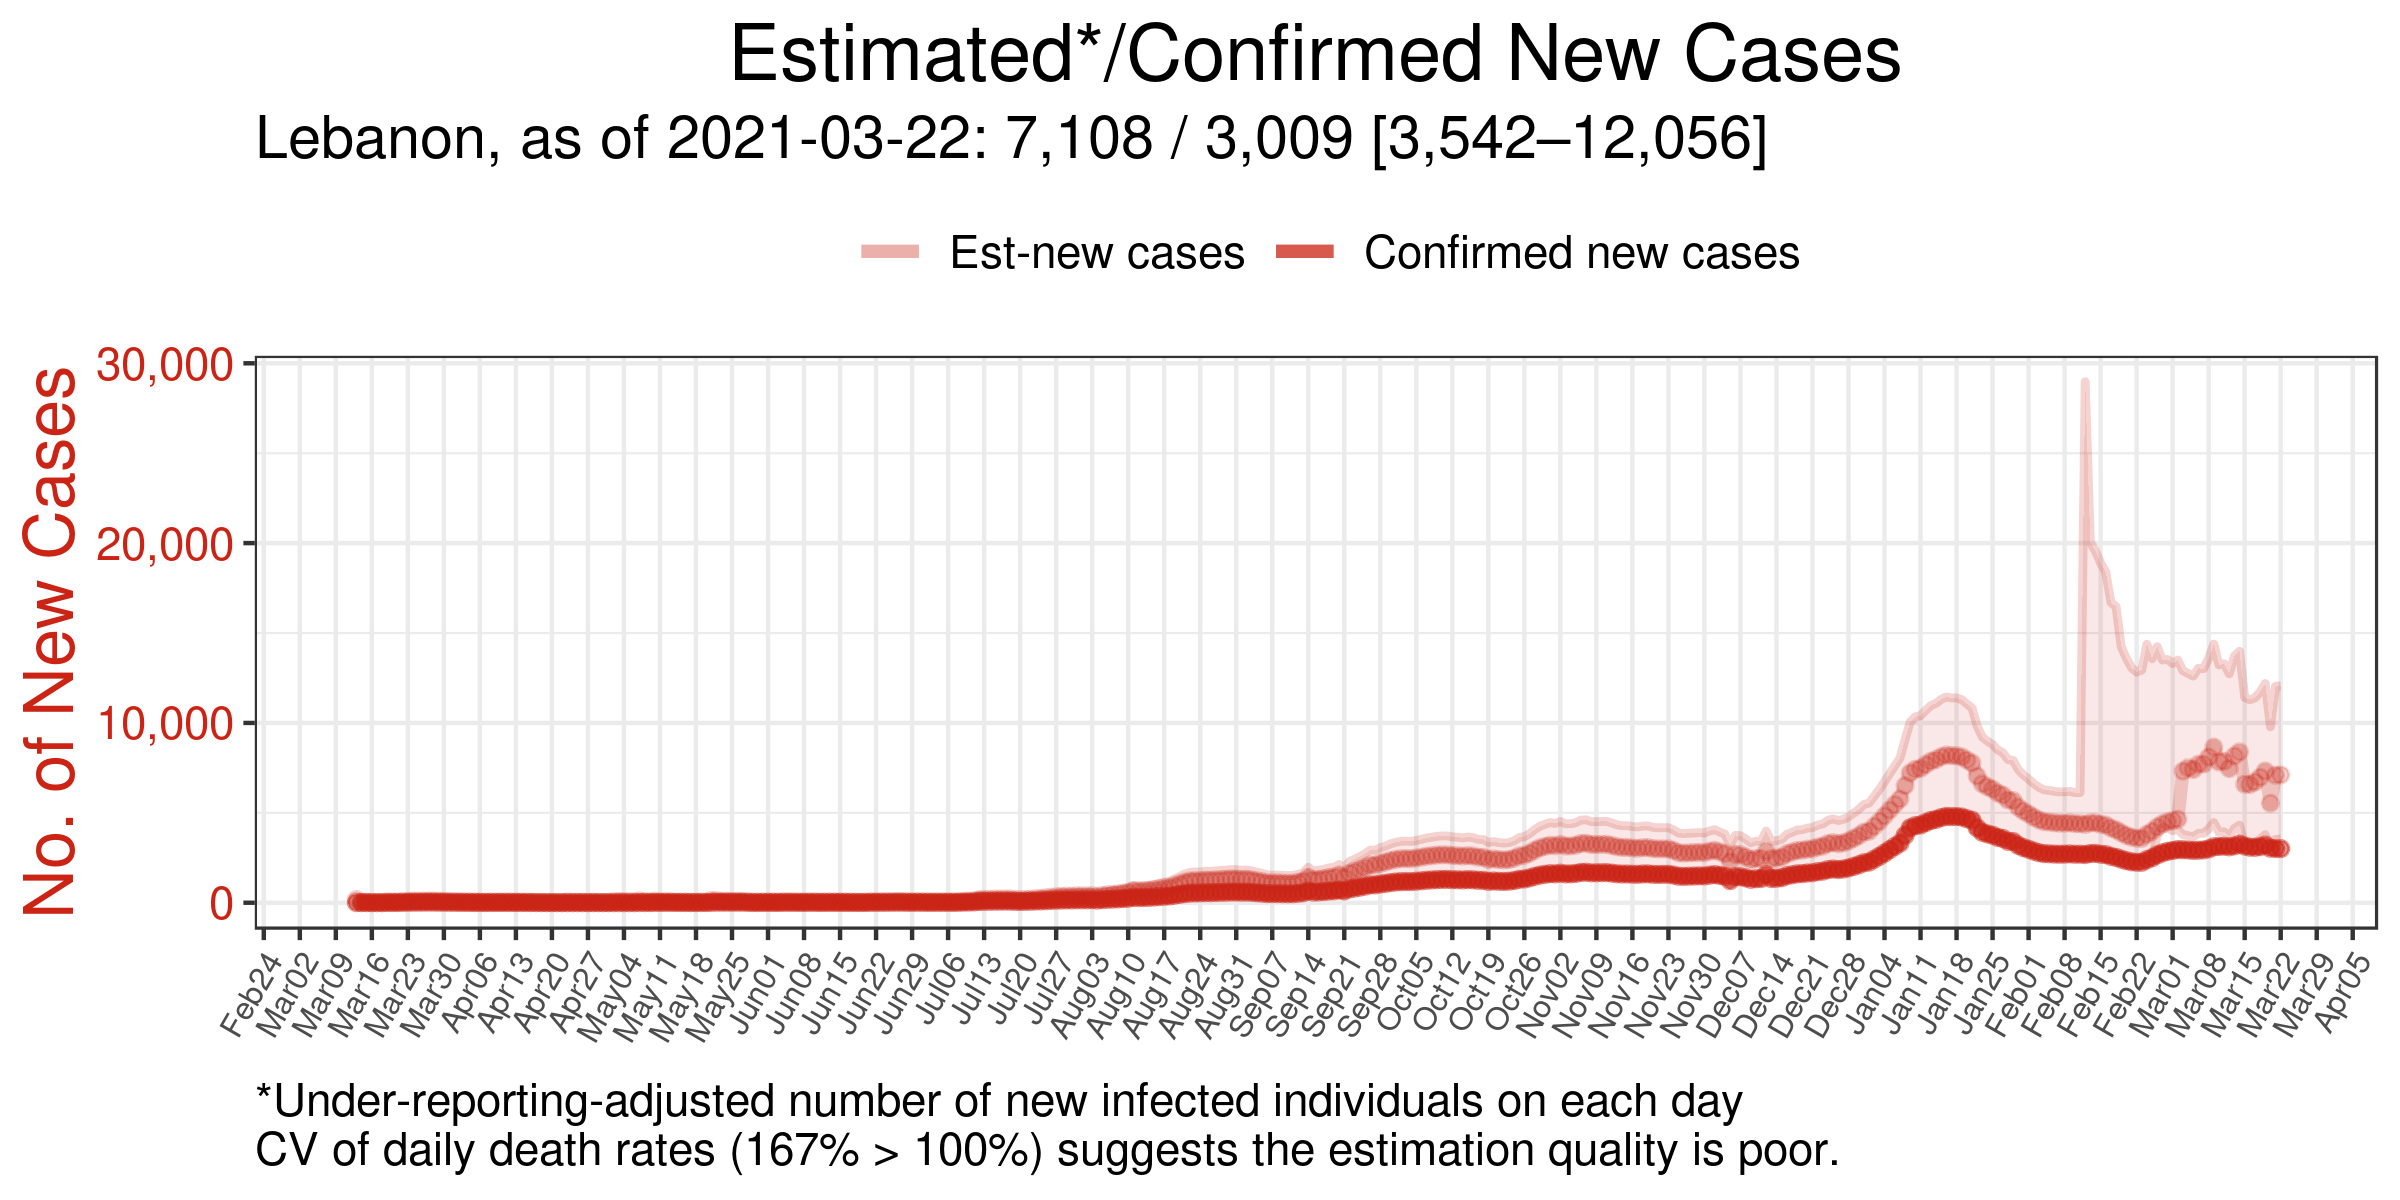 Estimated*/Confirmed New Cases
Lebanon, as of 2021-03-22: 7,108 / 3,009 [3,542–12,056]
Est-new cases Confirmed new cases
No. of New Cases
30,000
20,000
10,000
0
Feb24 Mar02 Mar09 Mar16 Mar23 Mar30 Apr06 Apr13 Apr20 Apr27 May04 May11 May18 May25 Jun01 Jun08 Jun15 Jun22 Jun29 Jul06 Jul13 Jul20 Jul27 Aug03 Aug10 Aug17 Aug24 Aug31 Sep07 Sep14 Sep21 Sep28 Oct05 Oct12 Oct19 Oct26 Nov02 Nov09 Nov16 Nov23 Nov30 Dec07 Dec14 Dec21 Dec28 Jan04 Jan11 Jan18 Jan25 Feb01 Feb08 Feb15 Feb22 Mar01 Mar08 Mar15 Mar22 Mar29 Apr05
*Under-reporting-adjusted number of new infected individuals on each day
CV of daily death rates (167% > 100%) suggests the estimation quality is poor.